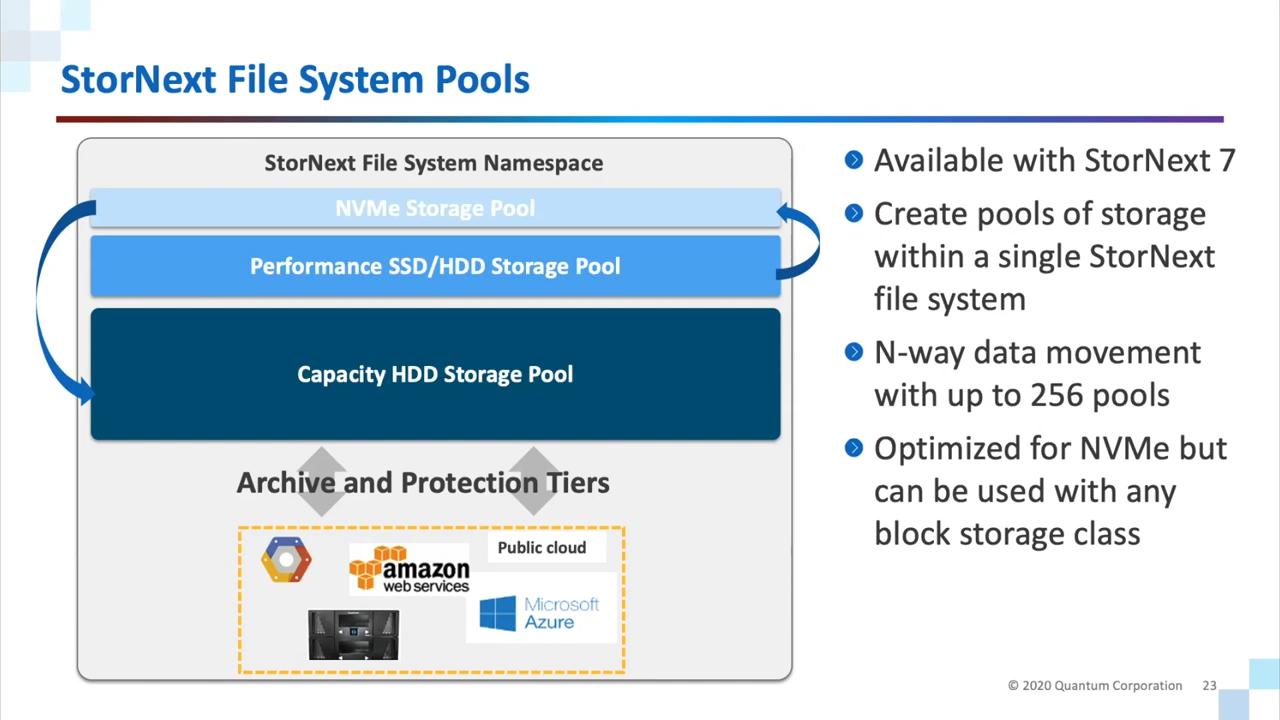 StorNext File System Pools
StorNext File System Namespace
NVMe Storage Pool
Performance SSD/HDD Storage Pool
Capacity HDD Storage Pool
Archive and Protection Tiers
Public cloud
amazon
web services
Microsoft
Azure
Available with StorNext 7
Create pools of storage
within a single StorNext
file system
N-way data movement
with up to 256 pools
Optimized for NVMe but
can be used with any
block storage class
© 2020 Quantum Corporation 23